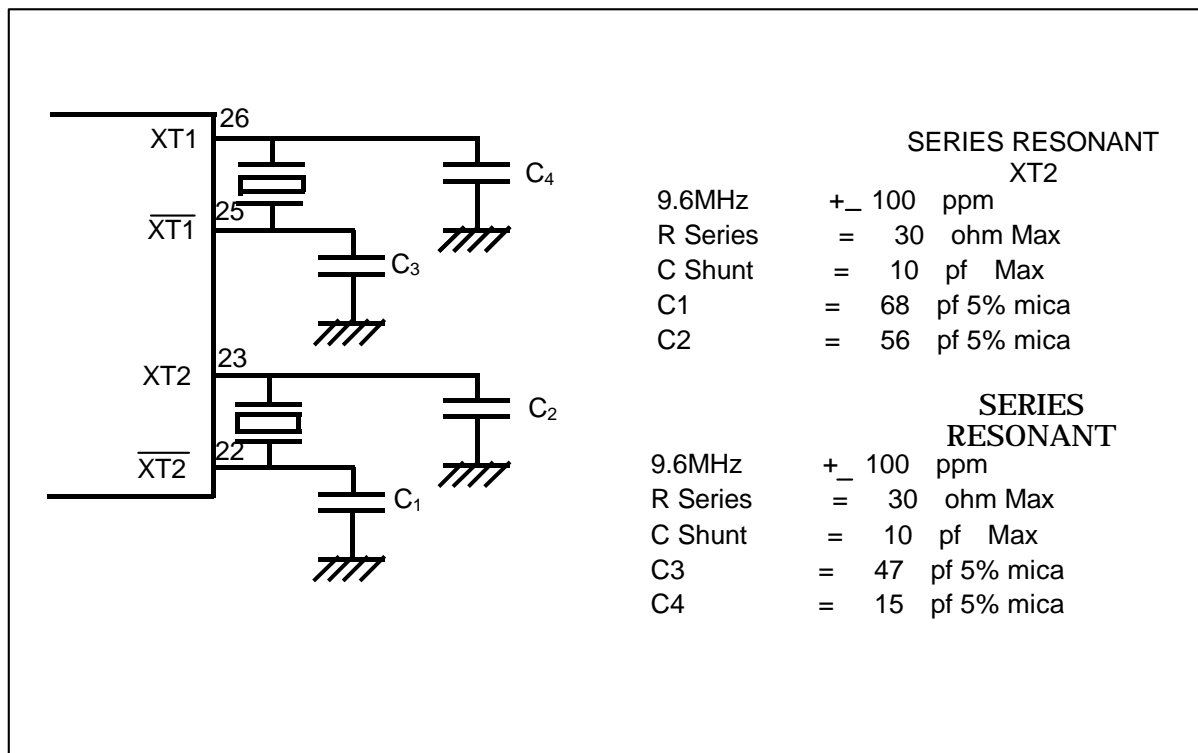 26
XT1
C4
25
XT1
C3
23
XT2
C2
22
XT2
C1
SERIES RESONANT
XT2
9.6MHz +_ 100 ppm
R Series = 30 ohm Max
C Shunt = 10 pf Max
C1 = 68 pf 5% mica
C2 = 56 pf 5% mica
SERIES
RESONANT
9.6MHz +_ 100 ppm
R Series = 30 ohm Max
C Shunt = 10 pf Max
C3 = 47 pf 5% mica
C4 = 15 pf 5% mica